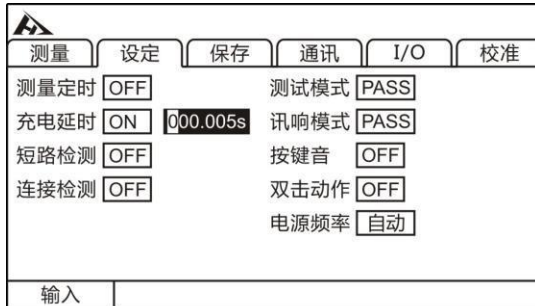 测量 设定 保存 通讯 I/O 校准
测量定时 OFF 测试模式 PASS
充电延时 ON 000.005s 讯响模式 PASS
短路检测 OFF 按键音 OFF
连接检测 OFF 双击动作 OFF
电源频率 自动
输入